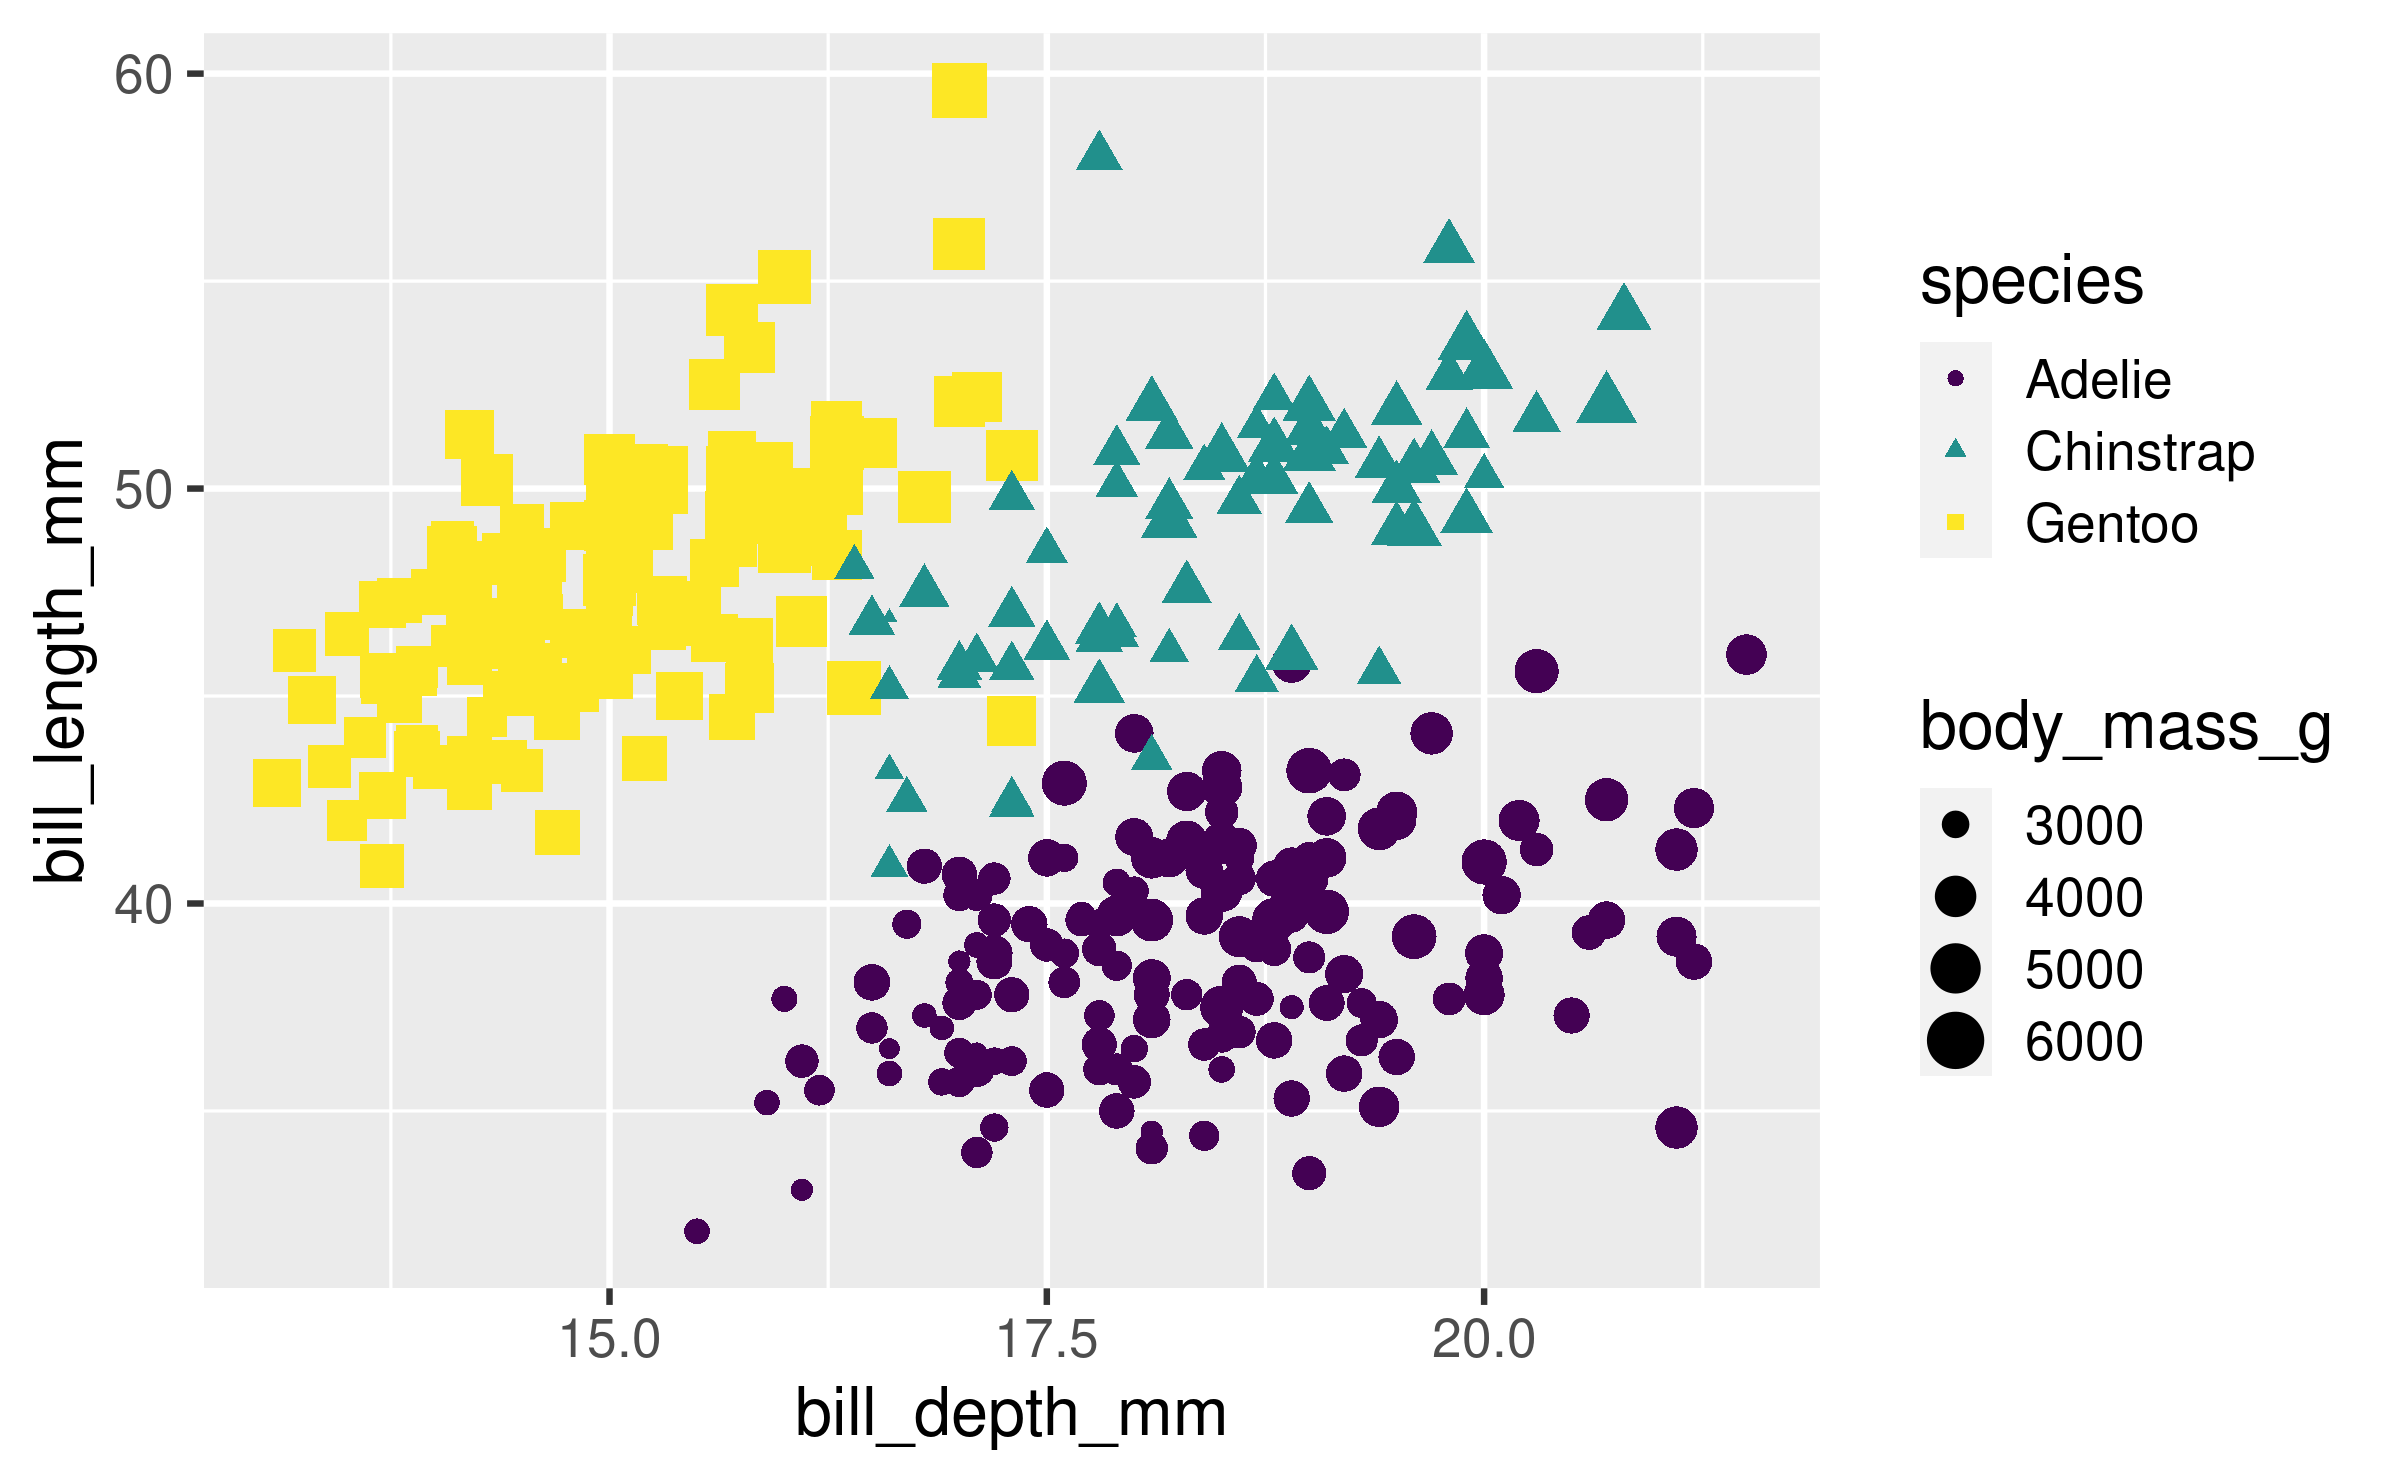 60
50
40
bill_length_mm
15.0 17.5 20.0
bill_depth_mm
species
Adelie
Chinstrap
Gentoo
body_mass_g
3000
4000
5000
6000